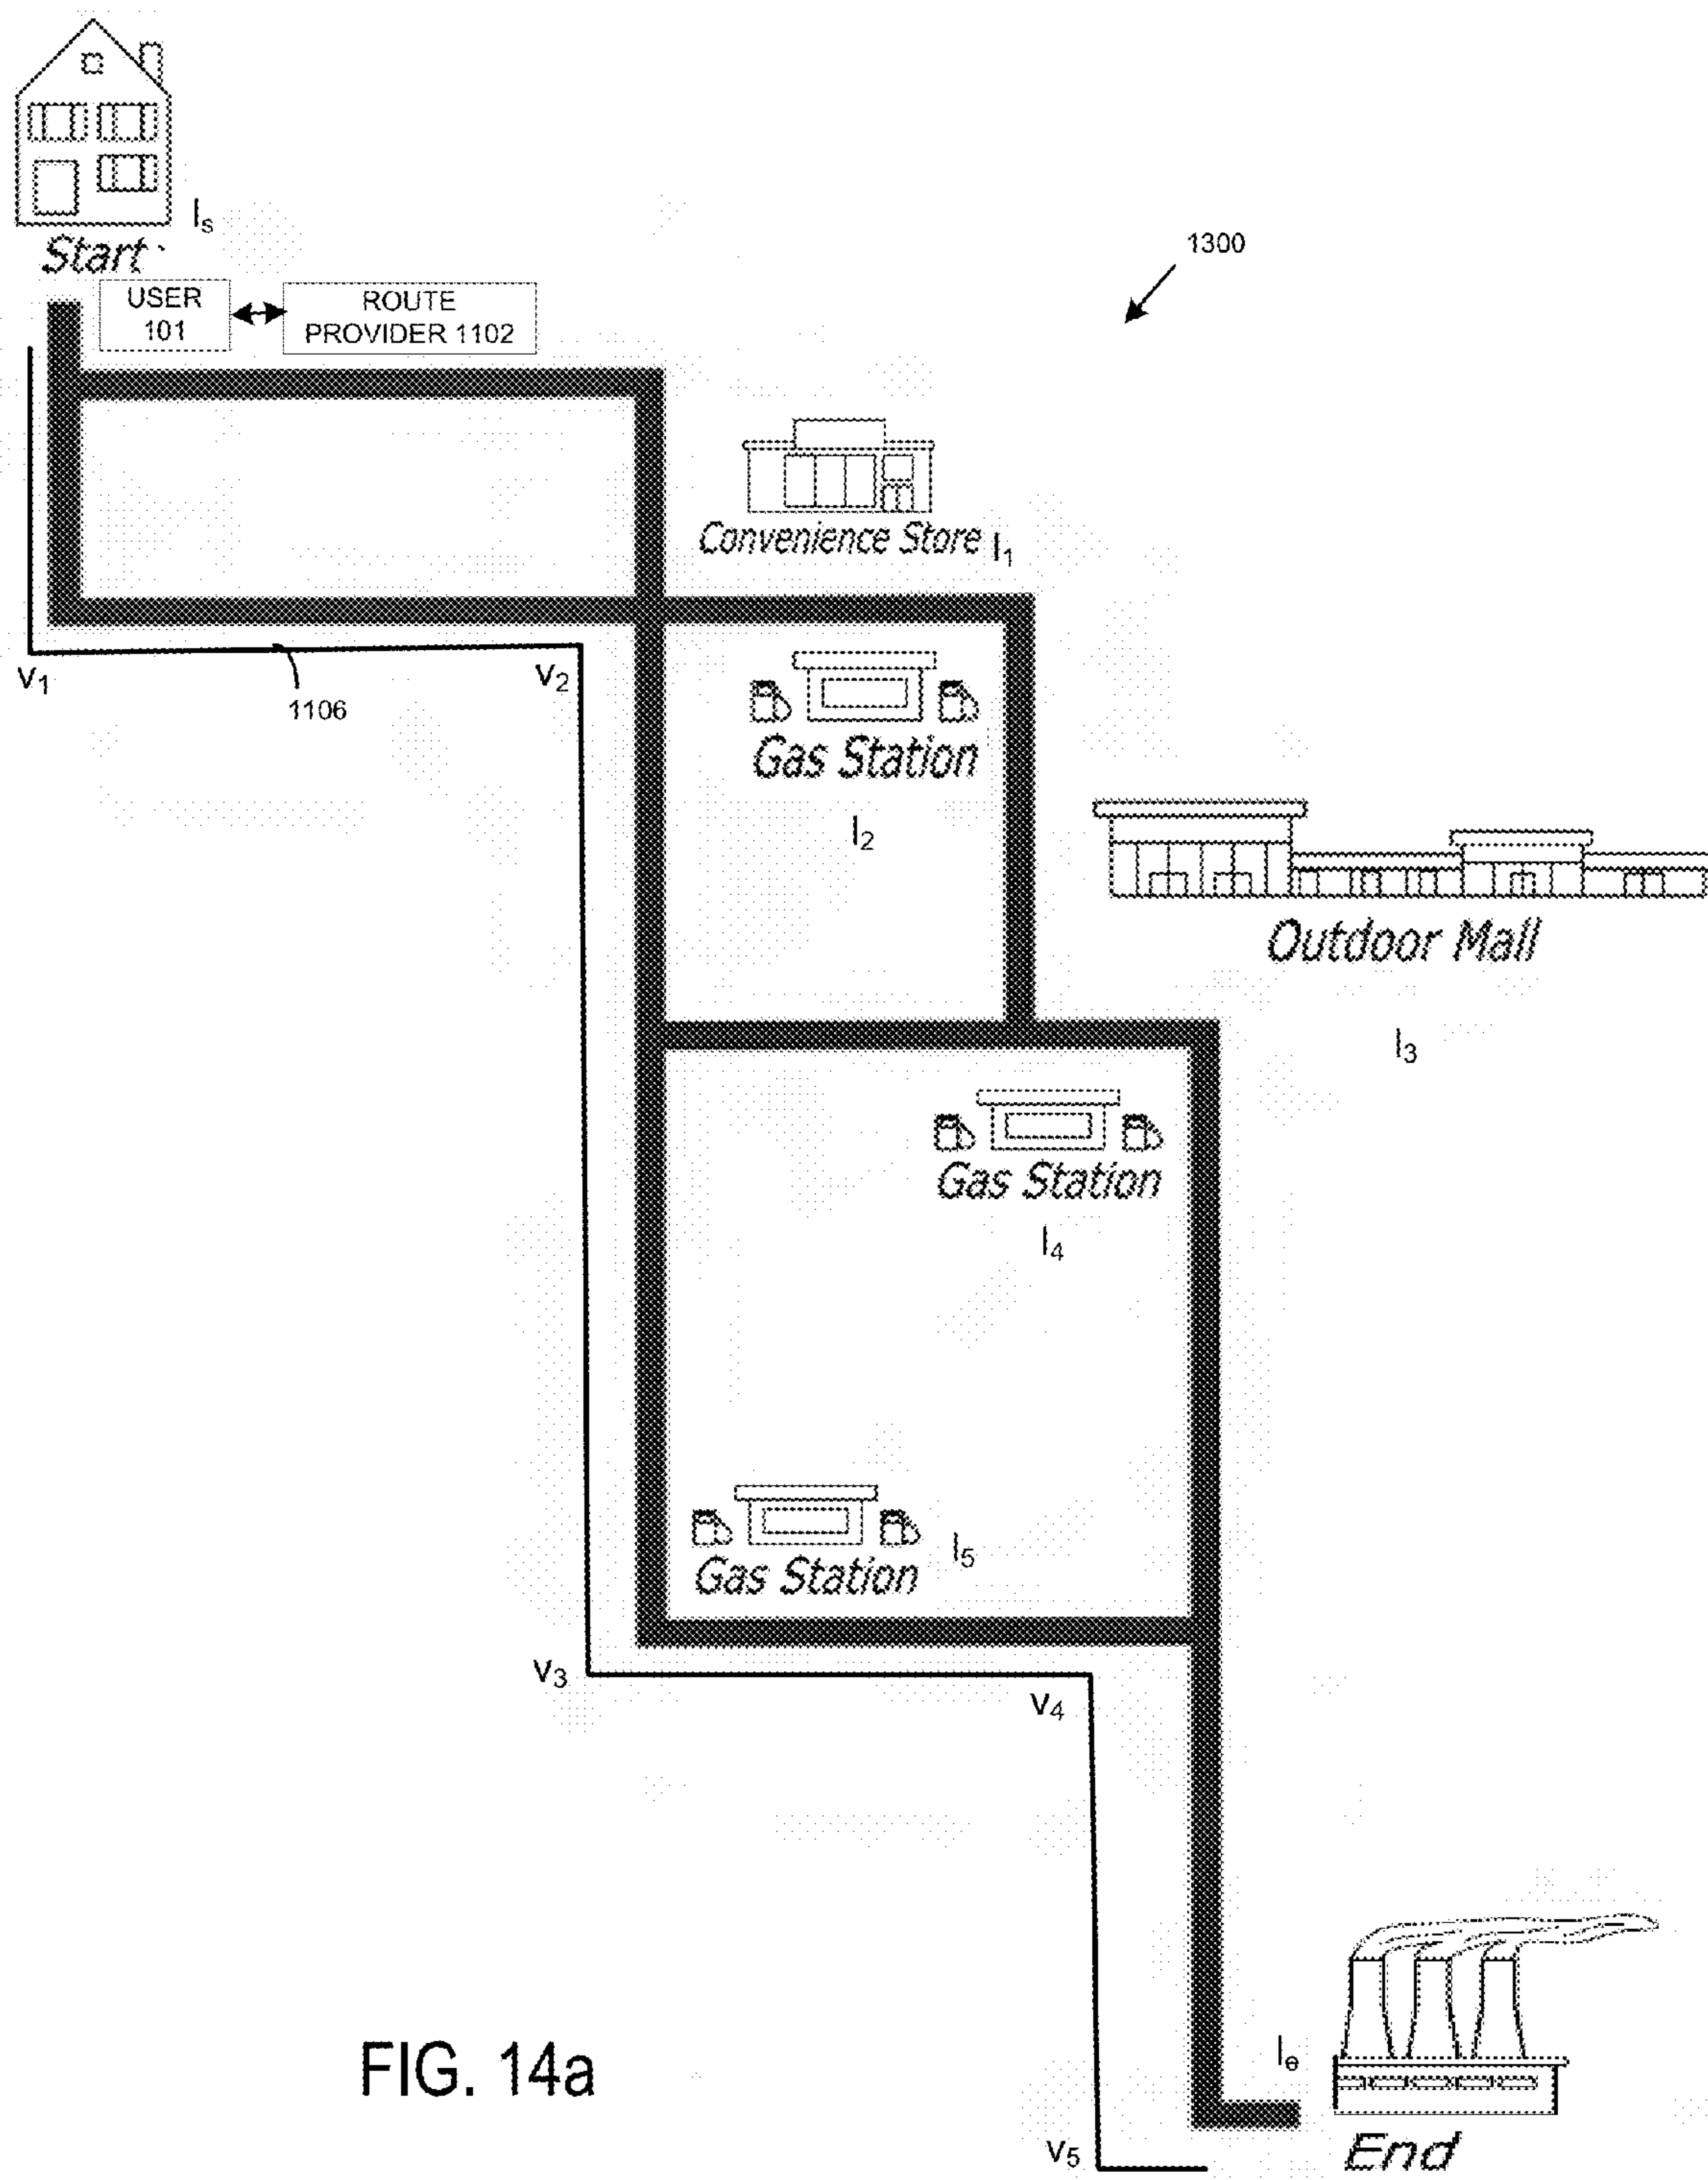 lₛ
Start
1300
USER
101
ROUTE
PROVIDER 1102
Convenience Store l₁
V₁
V₂
1106
Gas Station
l₂
Outdoor Mall
l₃
Gas Station
l₄
Gas Station
l₅
V₃
V₄
lₑ
FIG. 14a
V₅
End